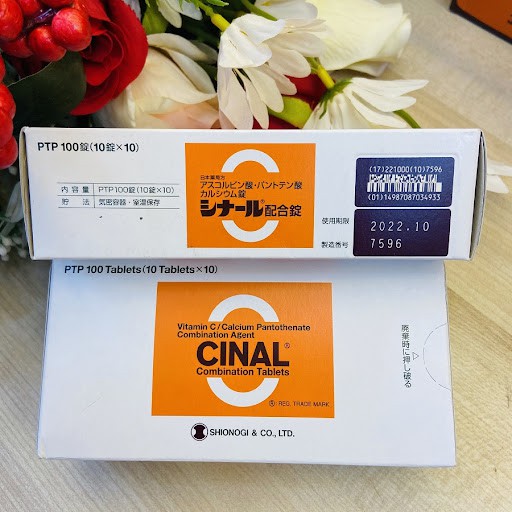 PTP 100錠(10錠×10)
内容量 PTP100錠(10錠×10)
貯法 気密容器・室温保存
日本薬局方
アスコルビン酸・パントテン酸
カルシウム錠
シナール®配合錠
(17)221000(10)7596
(01)14987087034933
使用期限 2022.10
製造番号 7596
PTP 100 Tablets(10 Tablets×10)
Vitamin C/Calcium Pantothenate
Combination Agent
CINAL®
Combination Tablets
Ⓡ: REG. TRADE MARK
SHIONOGI & CO., LTD.
廃棄時に押し破る